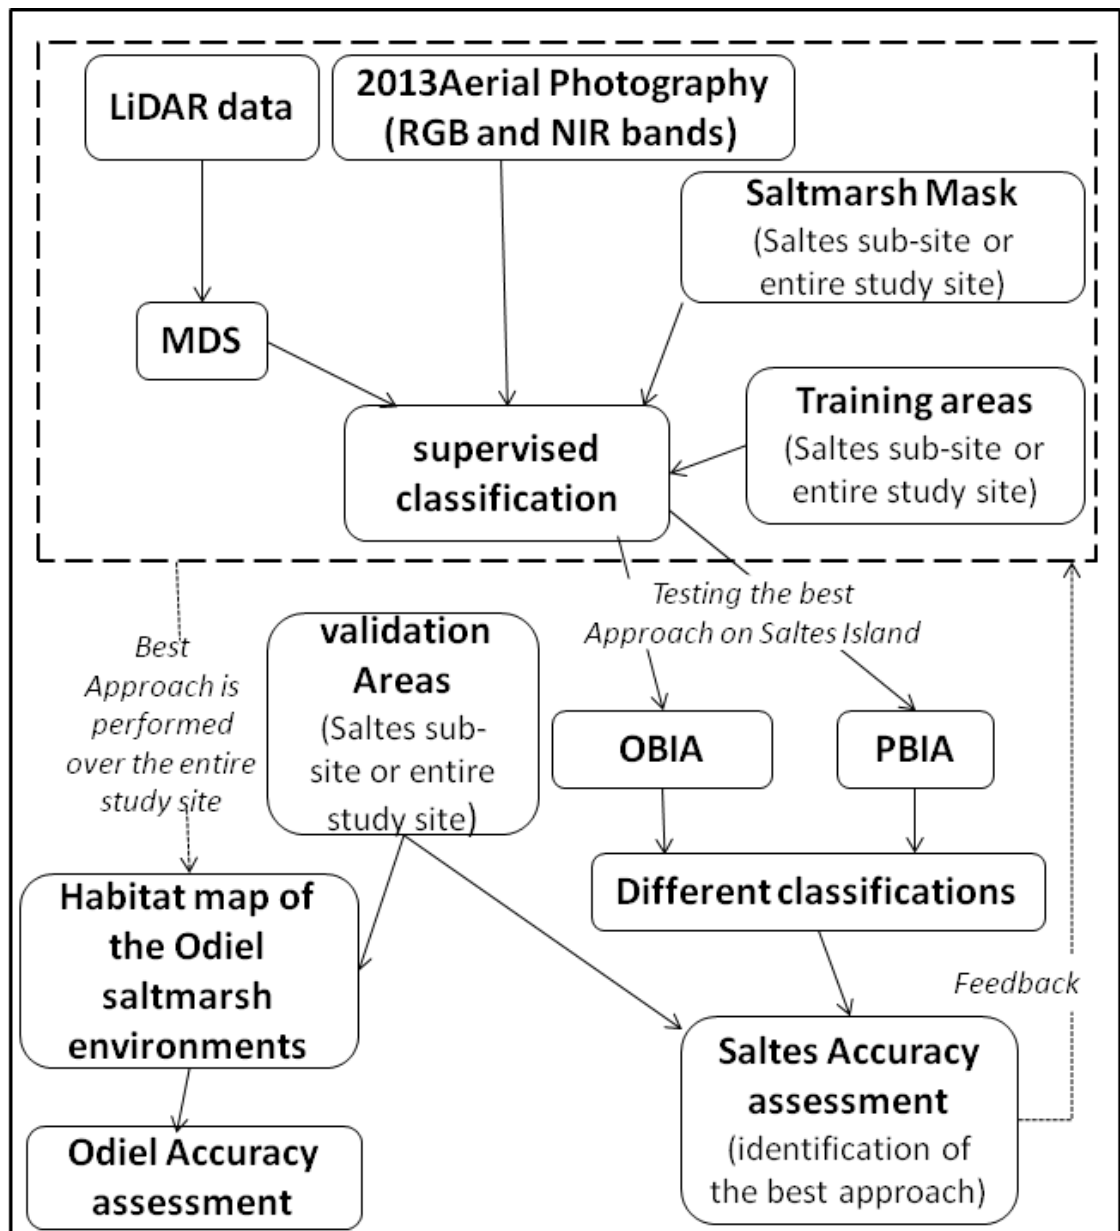 LiDAR data
2013Aerial Photography
(RGB and NIR bands)
Saltmarsh Mask
(Saltes sub-site or
entire study site)
MDS
Training areas
(Saltes sub-site or
entire study site)
supervised
classification
Testing the best
Approach on Saltes Island
Best
Approach is
performed
over the entire
study site
validation
Areas
(Saltes sub-
site or entire
study site)
OBIA
PBIA
Different classifications
Habitat map of
the Odiel
saltmarsh
environments
Feedback
Saltes Accuracy
assessment
(identification of
the best approach)
Odiel Accuracy
assessment